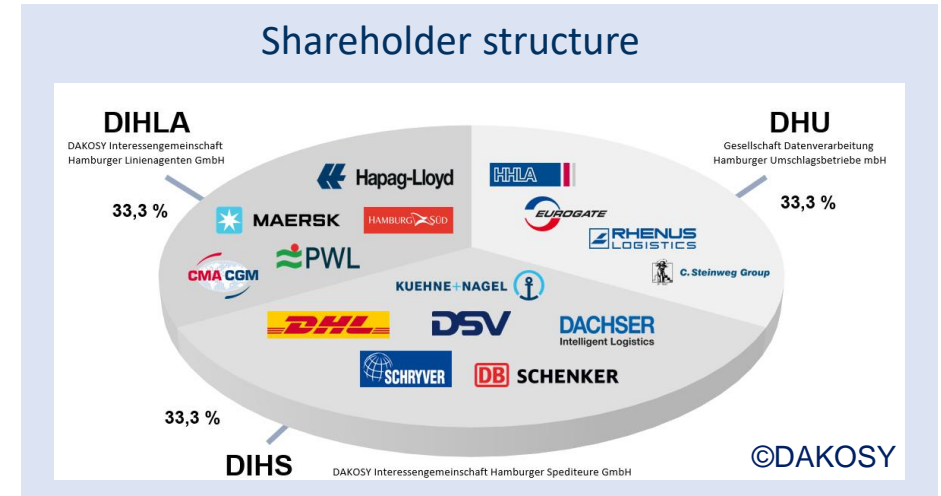 Shareholder structure
DIHLA
DAKOSY Interessengemeinschaft
Hamburger Linienagenten GmbH
33,3 %
DHU
Gesellschaft Datenverarbeitung
Hamburger Umschlagsbetriebe mbH
33,3 %
Hapag-Lloyd
HHLA
MAERSK
HAMBURG SÜD
EUROGATE
RHENUS
LOGISTICS
PWL
CMA CGM
C. Steinweg Group
KUEHNE+NAGEL
DHL
DSV
DACHSER
Intelligent Logistics
SCHRYVER
DB SCHENKER
33,3 %
DIHS
DAKOSY Interessengemeinschaft Hamburger Spediteure GmbH
©DAKOSY